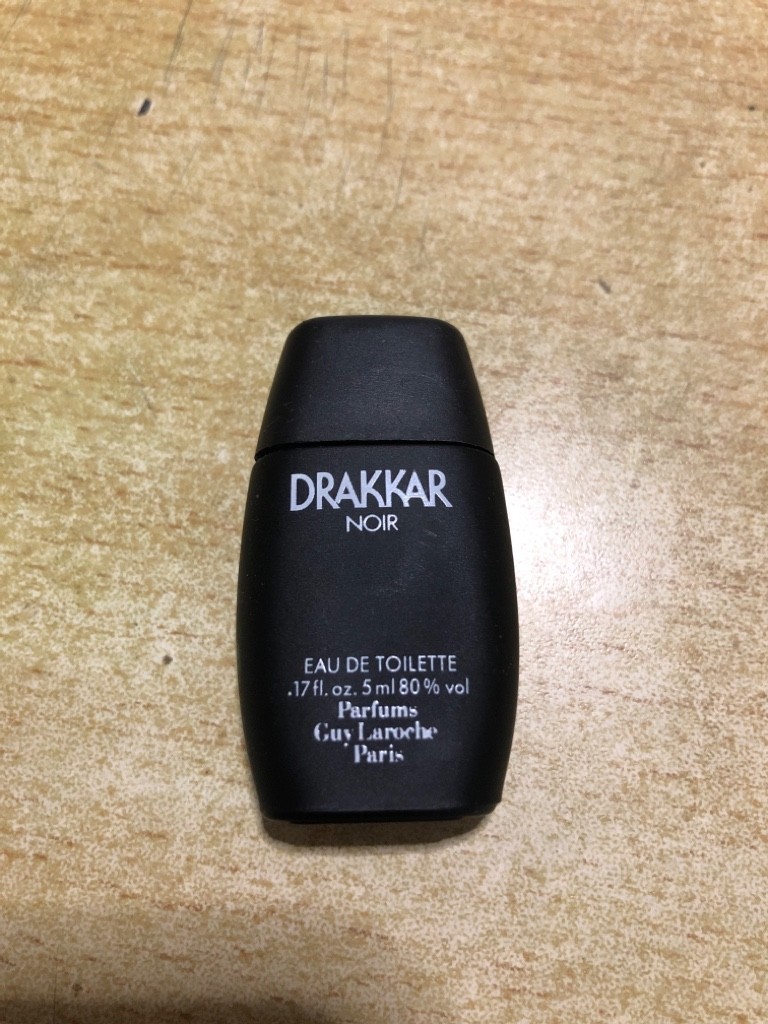 DRAKKAR
NOIR
EAU DE TOILETTE
.17 fl. oz. 5 ml 80% vol
Parfums
Guy Laroche
Paris